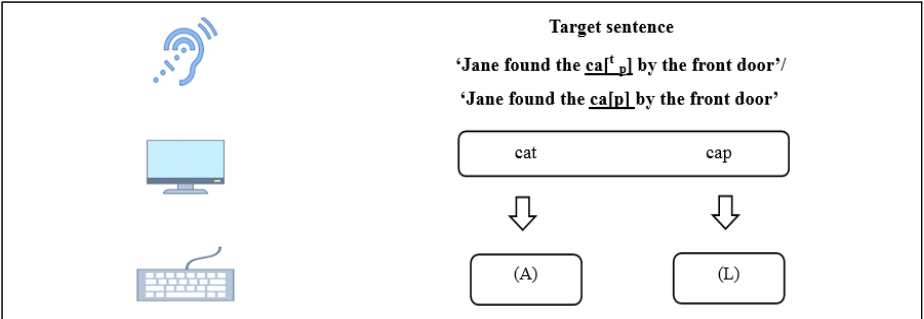 Target sentence
‘Jane found the ca[ᵗ ₚ] by the front door’/
‘Jane found the ca[p] by the front door’
cat cap
(A) (L)